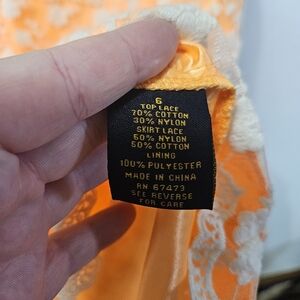 6
TOP LACE
70% COTTON
30% NYLON
SKIRT LACE
50% NYLON
50% COTTON
LINING
100% POLYESTER
MADE IN CHINA
RN 67473
SEE REVERSE
FOR CARE